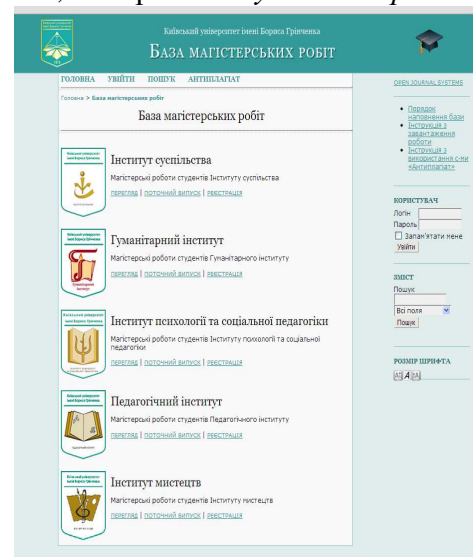 Київський університет імені Бориса Грінченка
База магістерських робіт
ГОЛОВНА УВІЙТИ ПОШУК АНТИПЛАГІАТ
Головна > База магістерських робіт
База магістерських робіт
Інститут суспільства
Магістерські роботи студентів Інституту суспільства
ПЕРЕГЛЯД | ПОТОЧНИЙ ВИПУСК | РЕЄСТРАЦІЯ
Гуманітарний інститут
Магістерські роботи студентів Гуманітарного інституту
ПЕРЕГЛЯД | ПОТОЧНИЙ ВИПУСК | РЕЄСТРАЦІЯ
Інститут психології та соціальної педагогіки
Магістерські роботи студентів Інституту психології та соціальної
педагогіки
ПЕРЕГЛЯД | ПОТОЧНИЙ ВИПУСК | РЕЄСТРАЦІЯ
Педагогічний інститут
Магістерські роботи студентів Педагогічного інституту
ПЕРЕГЛЯД | ПОТОЧНИЙ ВИПУСК | РЕЄСТРАЦІЯ
Інститут мистецтв
Магістерські роботи студентів Інституту мистецтв
ПЕРЕГЛЯД | ПОТОЧНИЙ ВИПУСК | РЕЄСТРАЦІЯ
OPEN JOURNAL SYSTEMS
Порядок
наповнення бази
Інструкція з
завантаження
роботи
Інструкція з
використання с-ми
«Антиплагіат»
КОРИСТУВАЧ
Логін
Пароль
Запам'ятати мене
Увійти
ЗМІСТ
Пошук
Всі поля
Пошук
РОЗМІР ШРИФТА